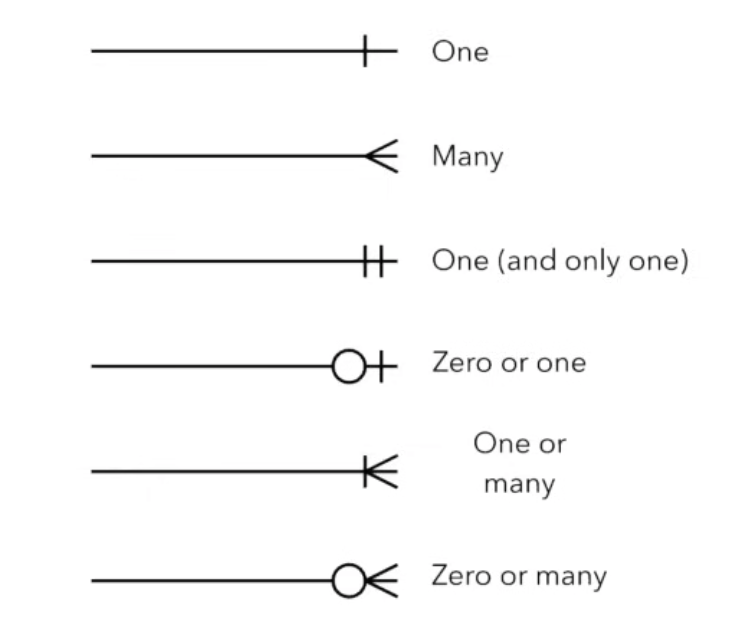 One
Many
One (and only one)
Zero or one
One or
many
Zero or many